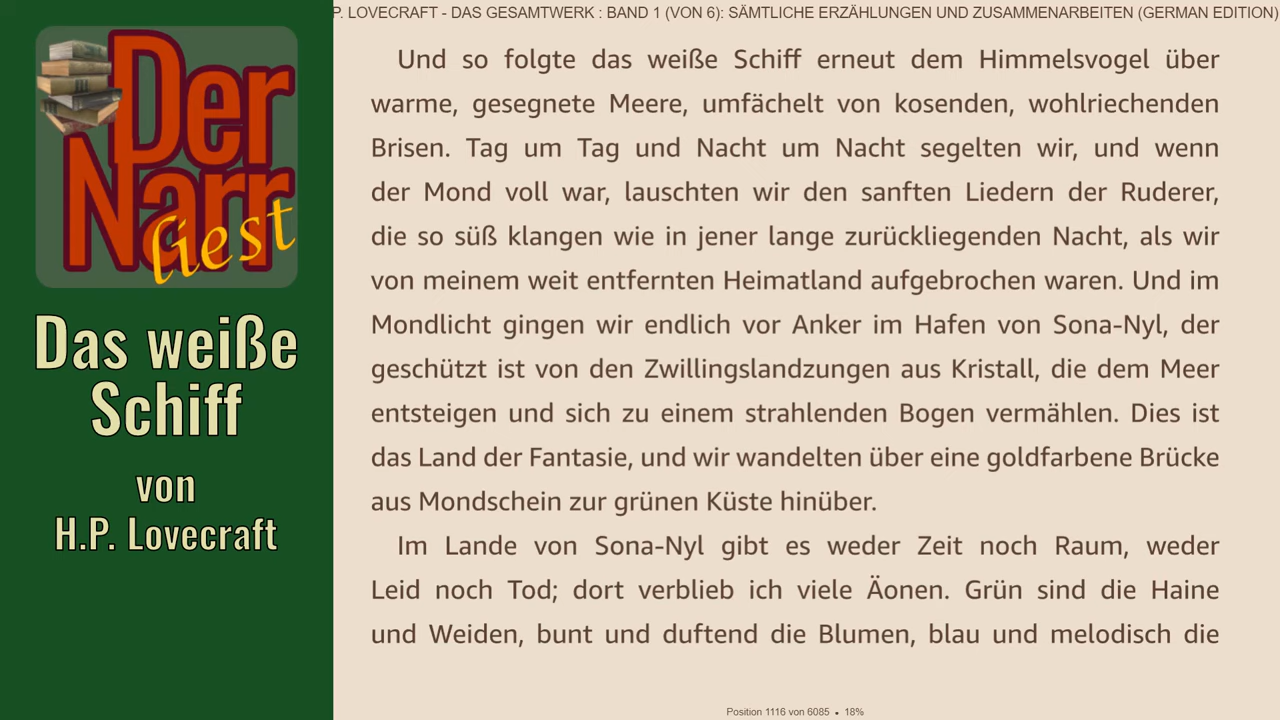 Der
Narr
liest
Das weiße
Schiff
von
H.P. Lovecraft
P. LOVECRAFT - DAS GESAMTWERK : BAND 1 (VON 6): SÄMTLICHE ERZÄHLUNGEN UND ZUSAMMENARBEITEN (GERMAN EDITION)
Und so folgte das weiße Schiff erneut dem Himmelsvogel über
warme, gesegnete Meere, umfächelt von kosenden, wohlriechenden
Brisen. Tag um Tag und Nacht um Nacht segelten wir, und wenn
der Mond voll war, lauschten wir den sanften Liedern der Ruderer,
die so süß klangen wie in jener lange zurückliegenden Nacht, als wir
von meinem weit entfernten Heimatland aufgebrochen waren. Und im
Mondlicht gingen wir endlich vor Anker im Hafen von Sona-Nyl, der
geschützt ist von den Zwillingslandzungen aus Kristall, die dem Meer
entsteigen und sich zu einem strahlenden Bogen vermählen. Dies ist
das Land der Fantasie, und wir wandelten über eine goldfarbene Brücke
aus Mondschein zur grünen Küste hinüber.
Im Lande von Sona-Nyl gibt es weder Zeit noch Raum, weder
Leid noch Tod; dort verblieb ich viele Äonen. Grün sind die Haine
und Weiden, bunt und duftend die Blumen, blau und melodisch die
Position 1116 von 6085 • 18%